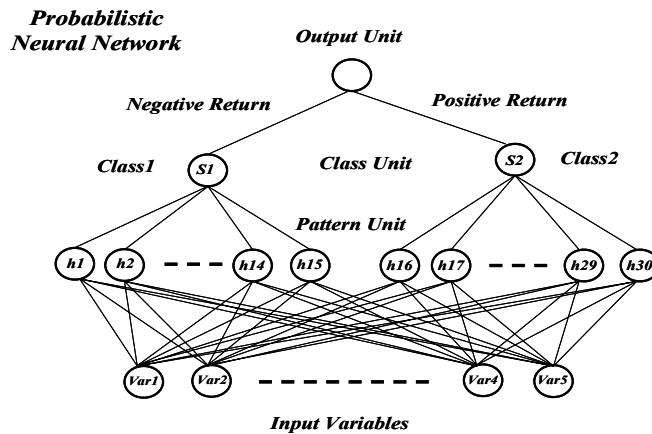 Probabilistic
Neural Network
Output Unit
Negative Return
Positive Return
Class1
S1
Class Unit
S2
Class2
Pattern Unit
h1
h2
h14
h15
h16
h17
h29
h30
Var1
Var2
Var4
Var5
Input Variables